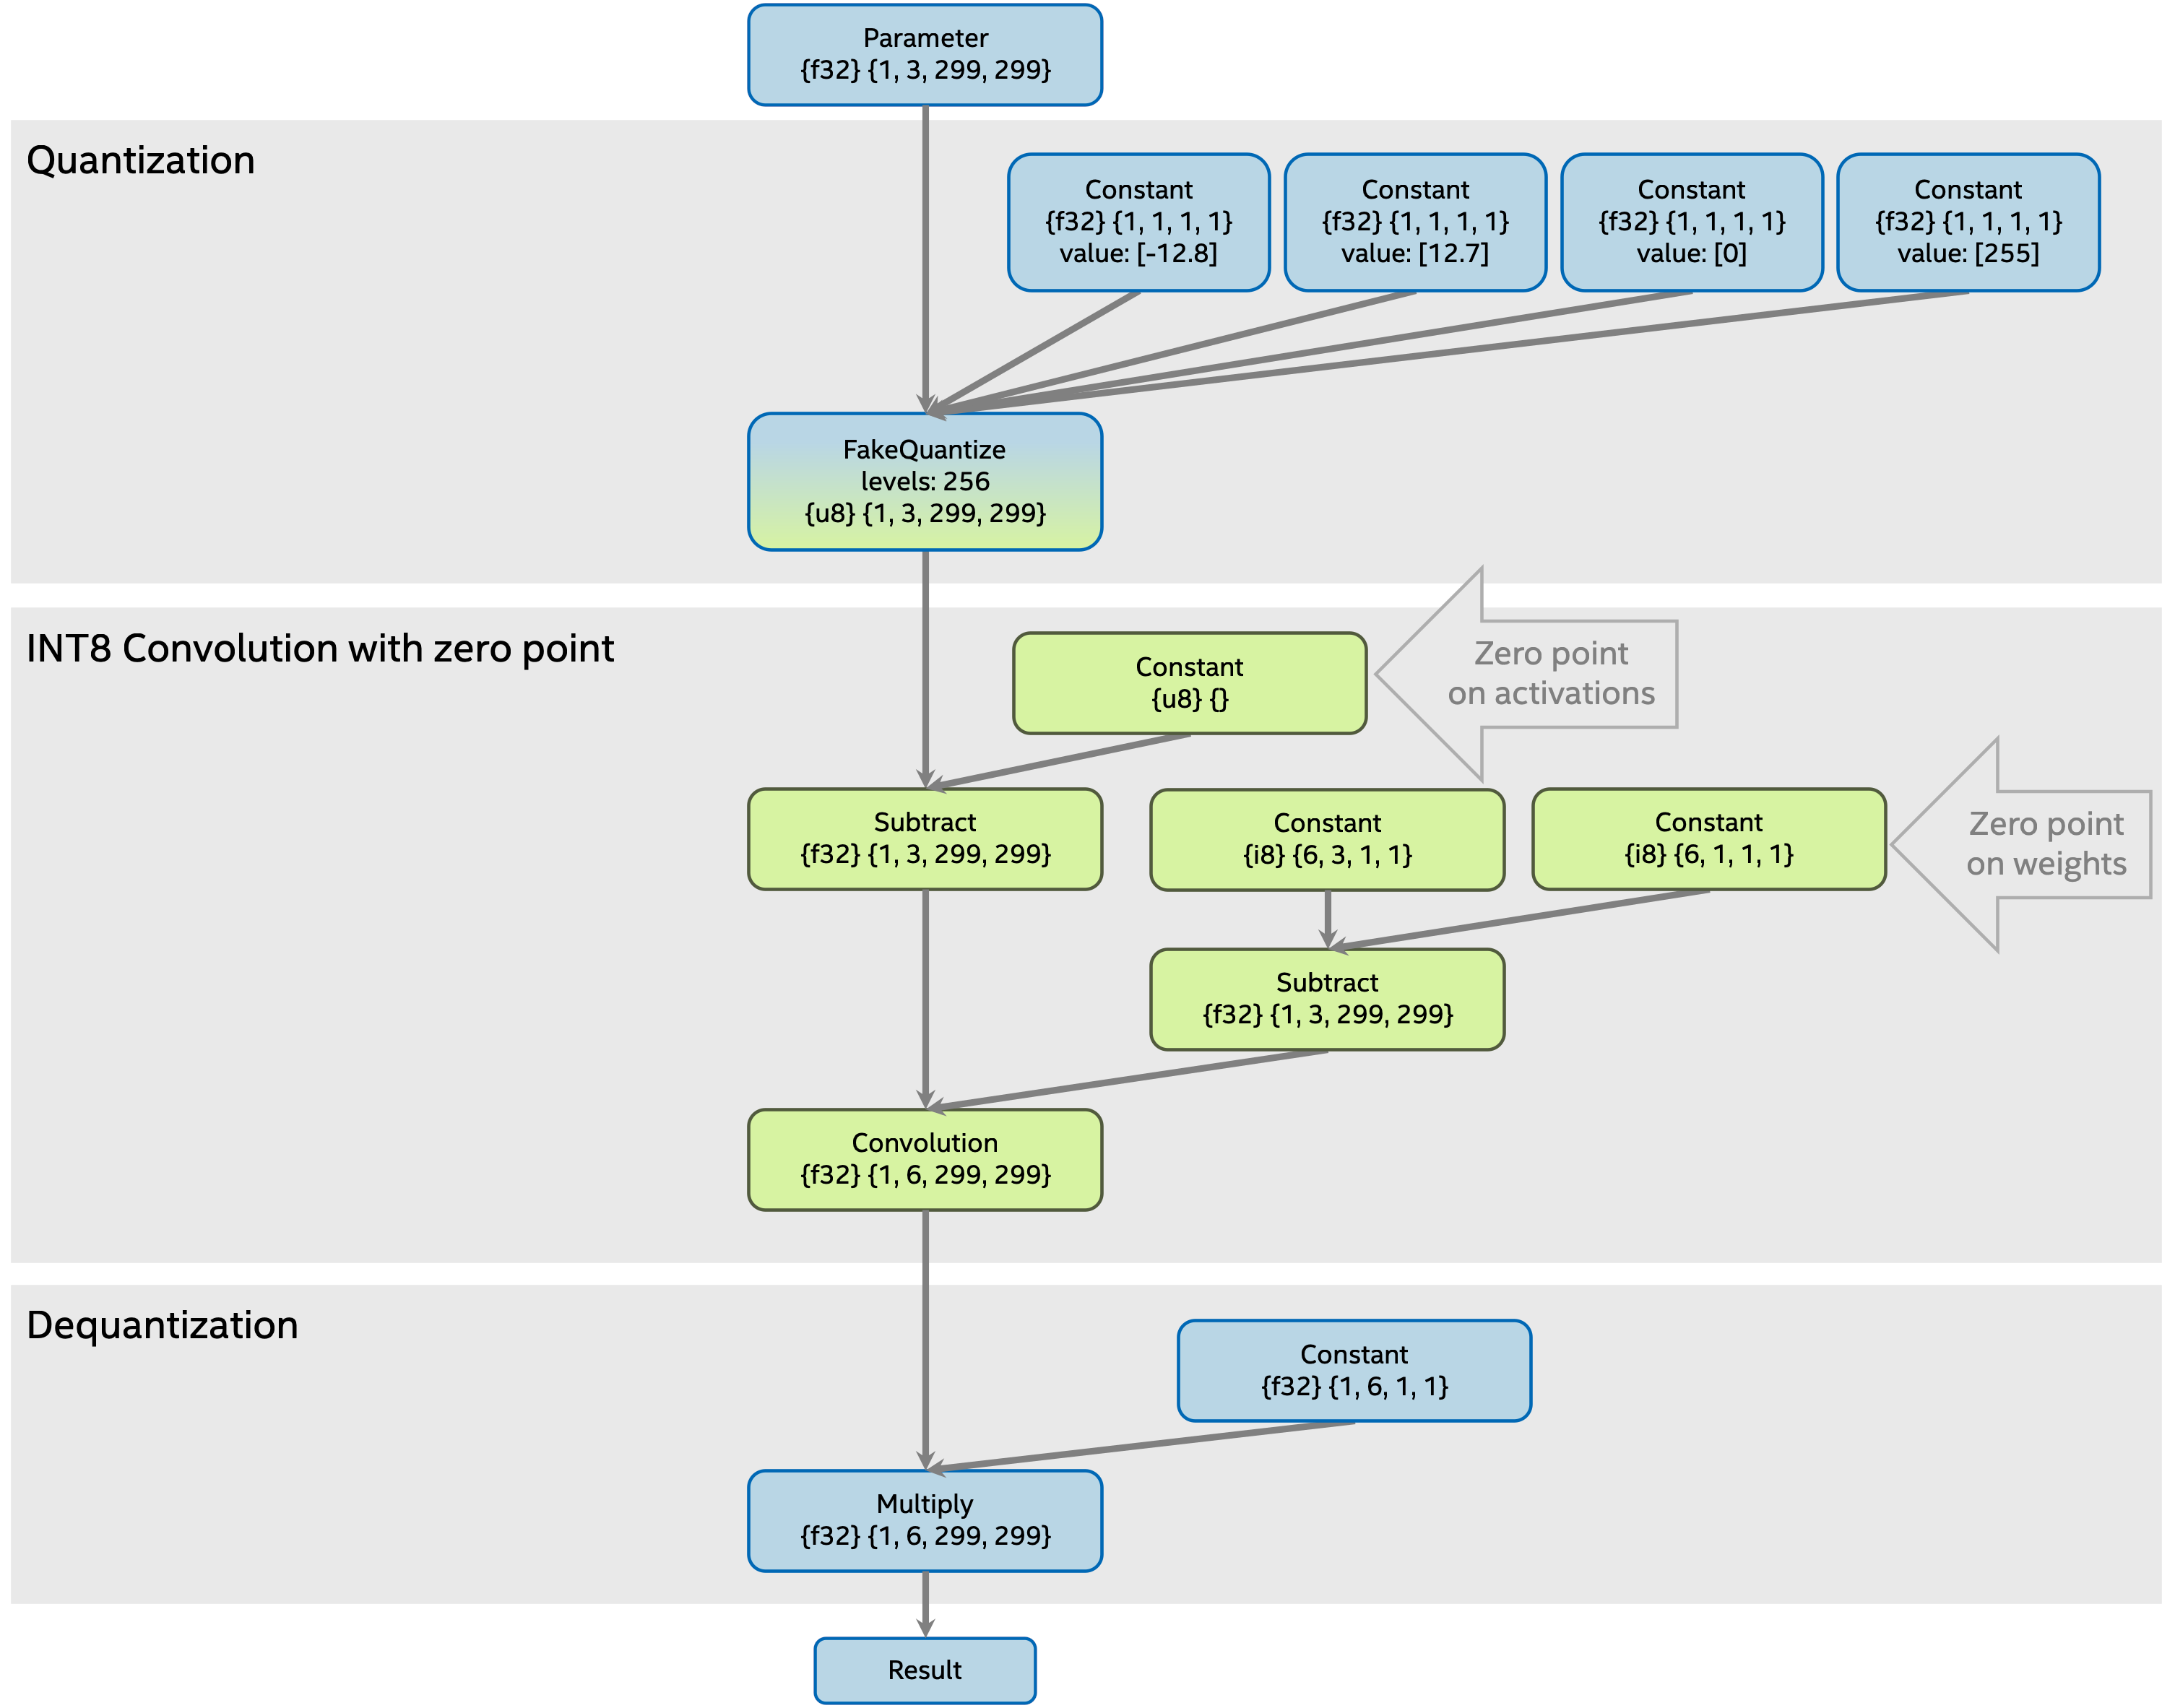 Parameter
{f32} {1, 3, 299, 299}
Quantization
Constant
{f32} {1, 1, 1, 1}
value: [-12.8]
Constant
{f32} {1, 1, 1, 1}
value: [12.7]
Constant
{f32} {1, 1, 1, 1}
value: [0]
Constant
{f32} {1, 1, 1, 1}
value: [255]
FakeQuantize
levels: 256
{u8} {1, 3, 299, 299}
INT8 Convolution with zero point
Constant
{u8} {}
Zero point
on activations
Subtract
{f32} {1, 3, 299, 299}
Constant
{i8} {6, 3, 1, 1}
Constant
{i8} {6, 1, 1, 1}
Zero point
on weights
Subtract
{f32} {1, 3, 299, 299}
Convolution
{f32} {1, 6, 299, 299}
Dequantization
Constant
{f32} {1, 6, 1, 1}
Multiply
{f32} {1, 6, 299, 299}
Result